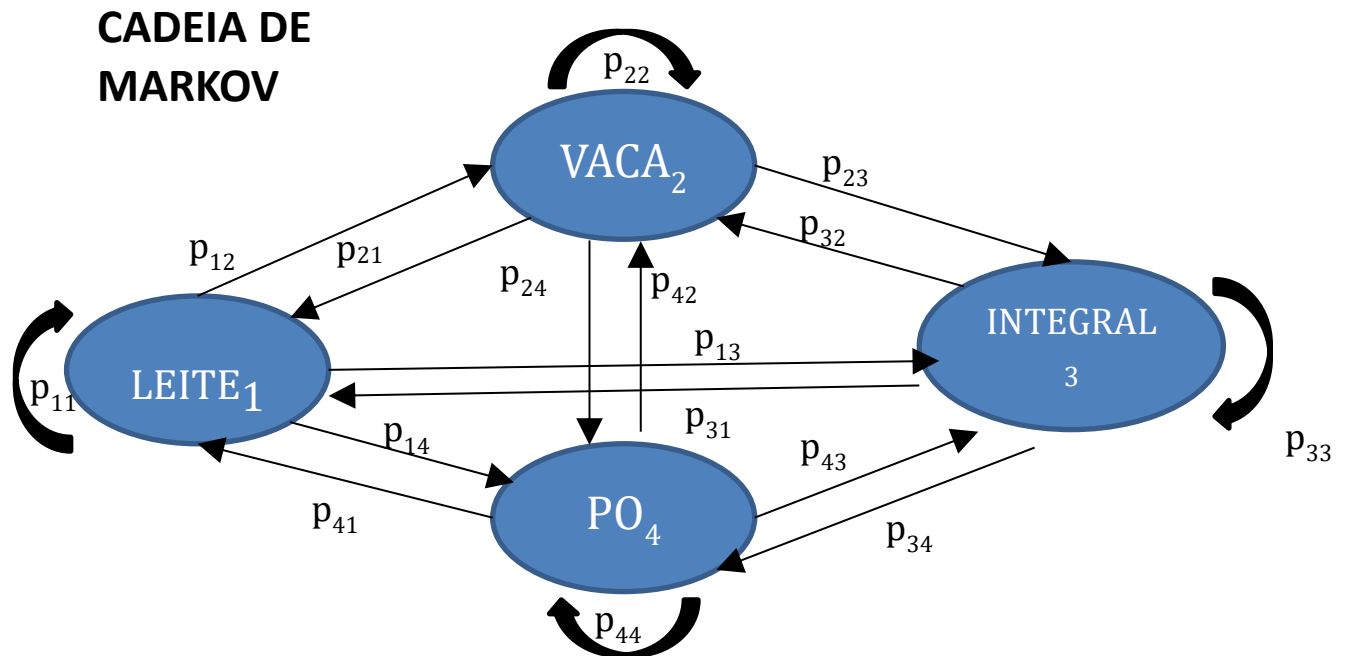 CADEIA DE
MARKOV
p22
VACA2
p23
p12
p21
p32
p24
p42
INTEGRAL
3
p13
LEITE1
p11
p31
p14
p43
p33
p41
PO4
p34
p44